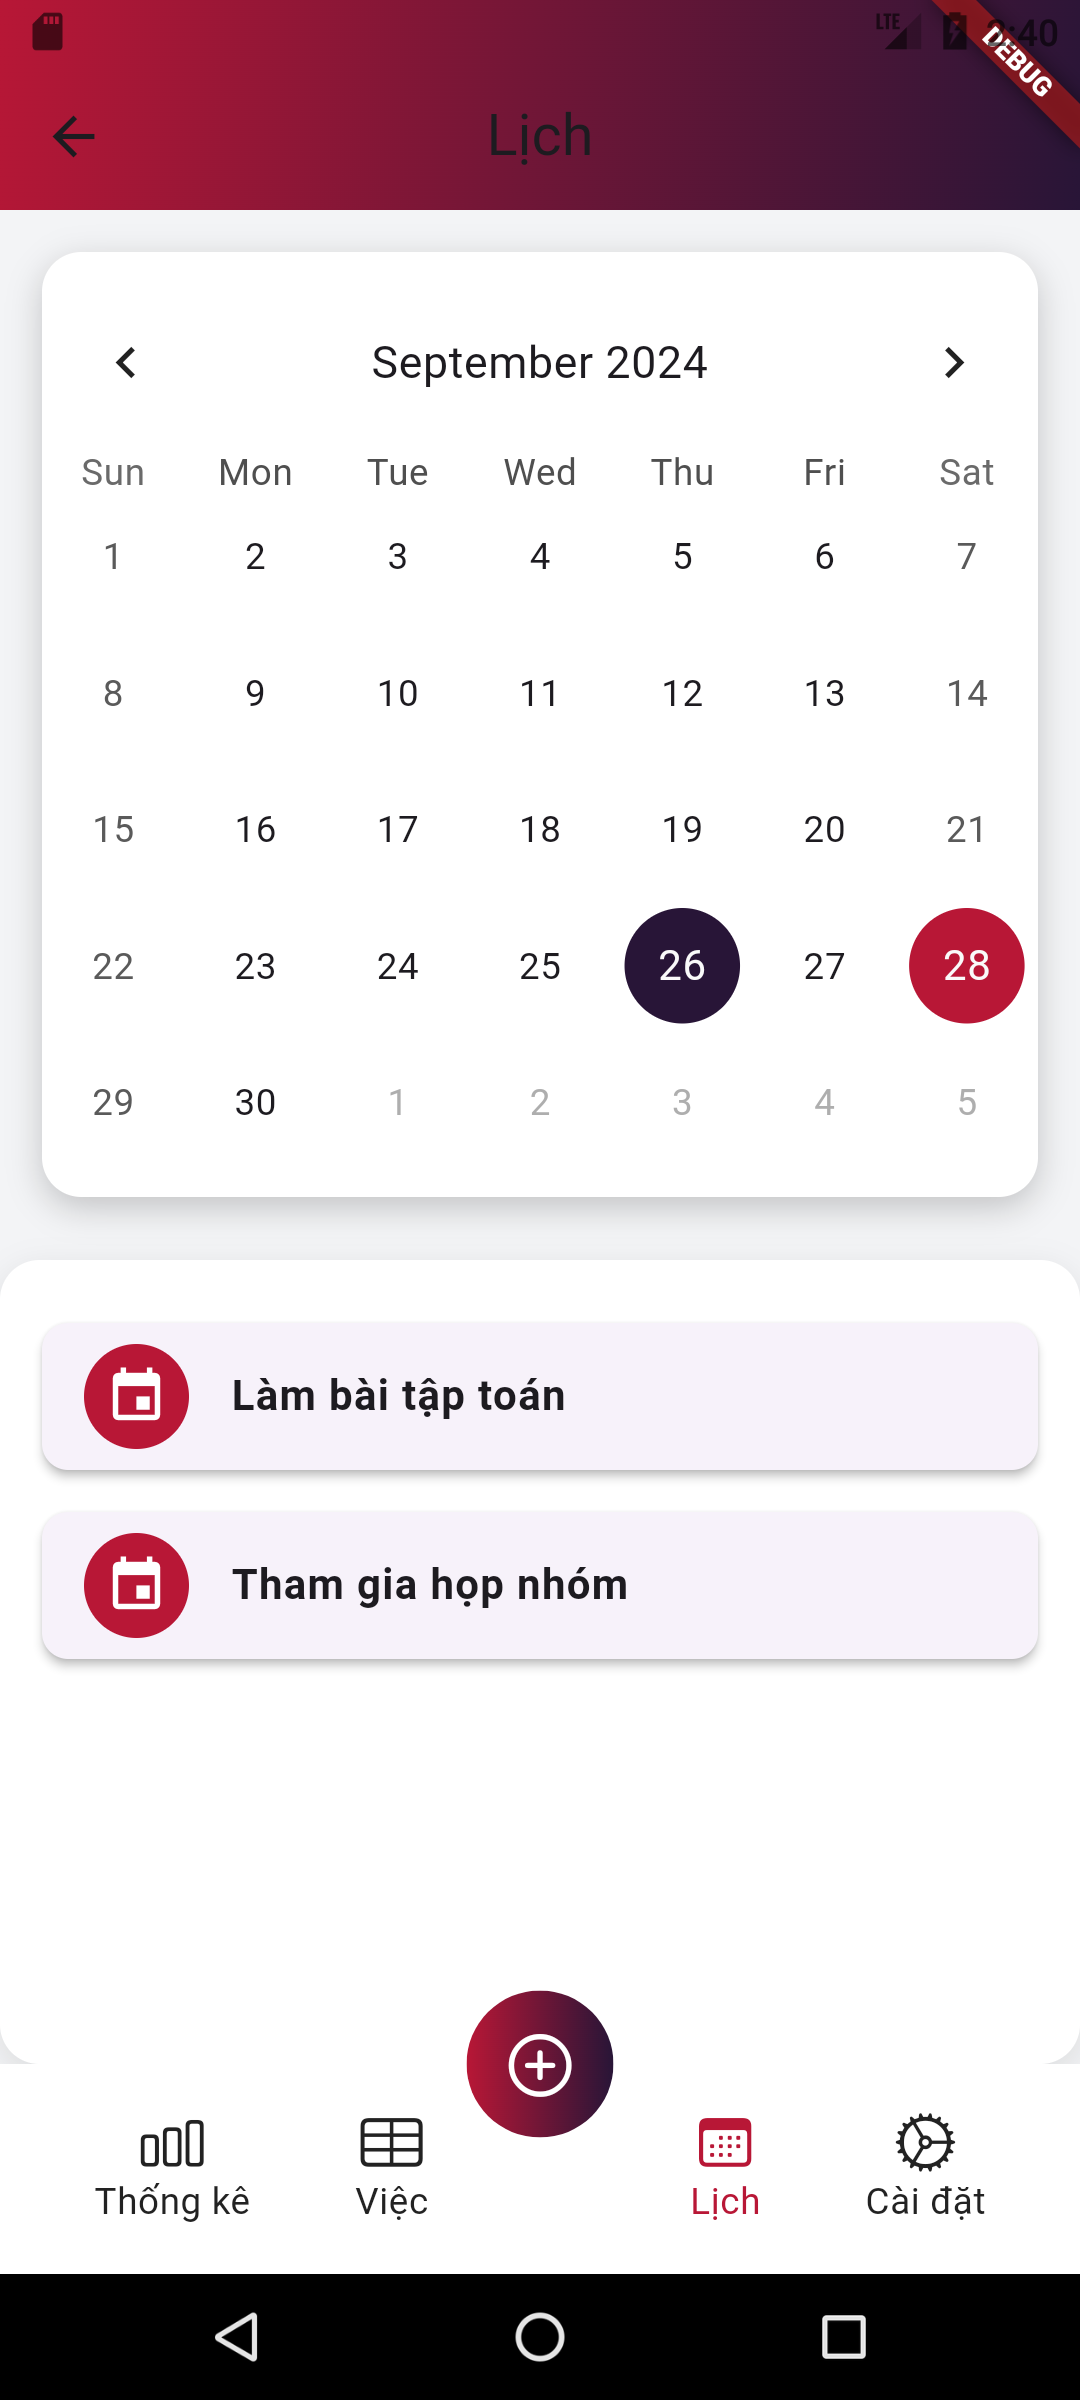 LTE
DEBUG
Lịch
September 2024
Sun Mon Tue Wed Thu Fri Sat
1 2 3 4 5 6 7
8 9 10 11 12 13 14
15 16 17 18 19 20 21
22 23 24 25 26 27 28
29 30 1 2 3 4 5
Làm bài tập toán
Tham gia họp nhóm
Thống kê Việc Lịch Cài đặt